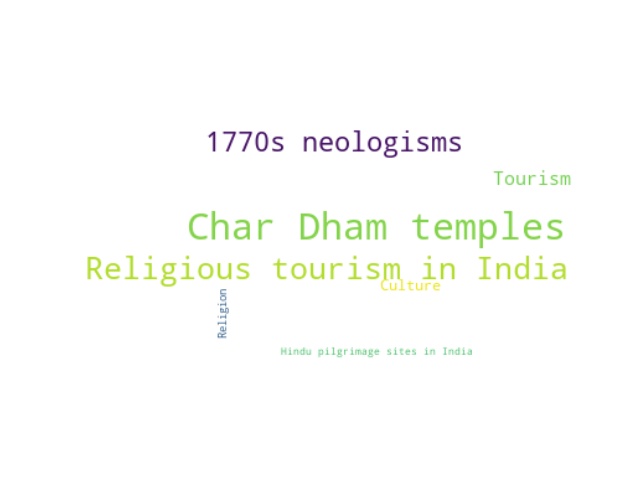 1770s neologisms
Tourism
Char Dham temples
Religious tourism in India
Culture
Religion
Hindu pilgrimage sites in India